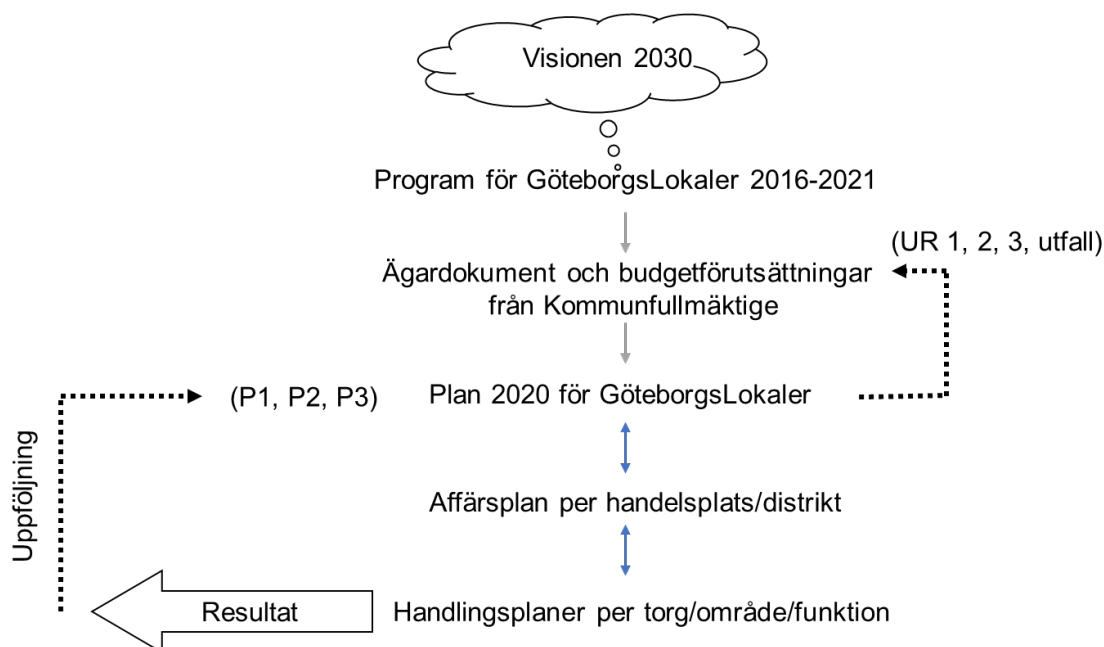 Visionen 2030
Program för GöteborgsLokaler 2016-2021
(UR 1, 2, 3, utfall)
Ägardokument och budgetförutsättningar
från Kommunfullmäktige
(P1, P2, P3)
Plan 2020 för GöteborgsLokaler
Uppföljning
Affärsplan per handelsplats/distrikt
Resultat
Handlingsplaner per torg/område/funktion